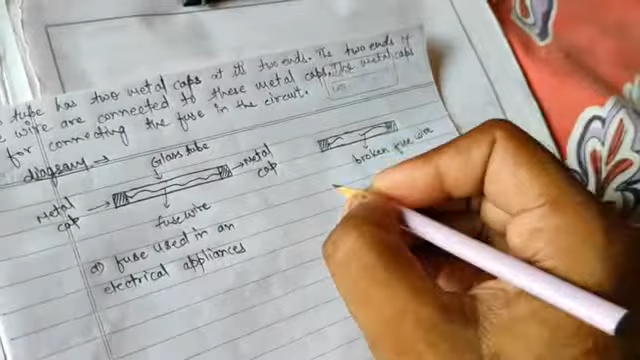 tube has two metal caps at its two ends. The two ends of
wire are connected to these metal caps. The metal caps
for connecting the fuse in the circuit.
diagram →
Glass tube
Metal cap
Metal cap
fuse wire
broken fuse wire
a) fuse used in an
electrical appliances